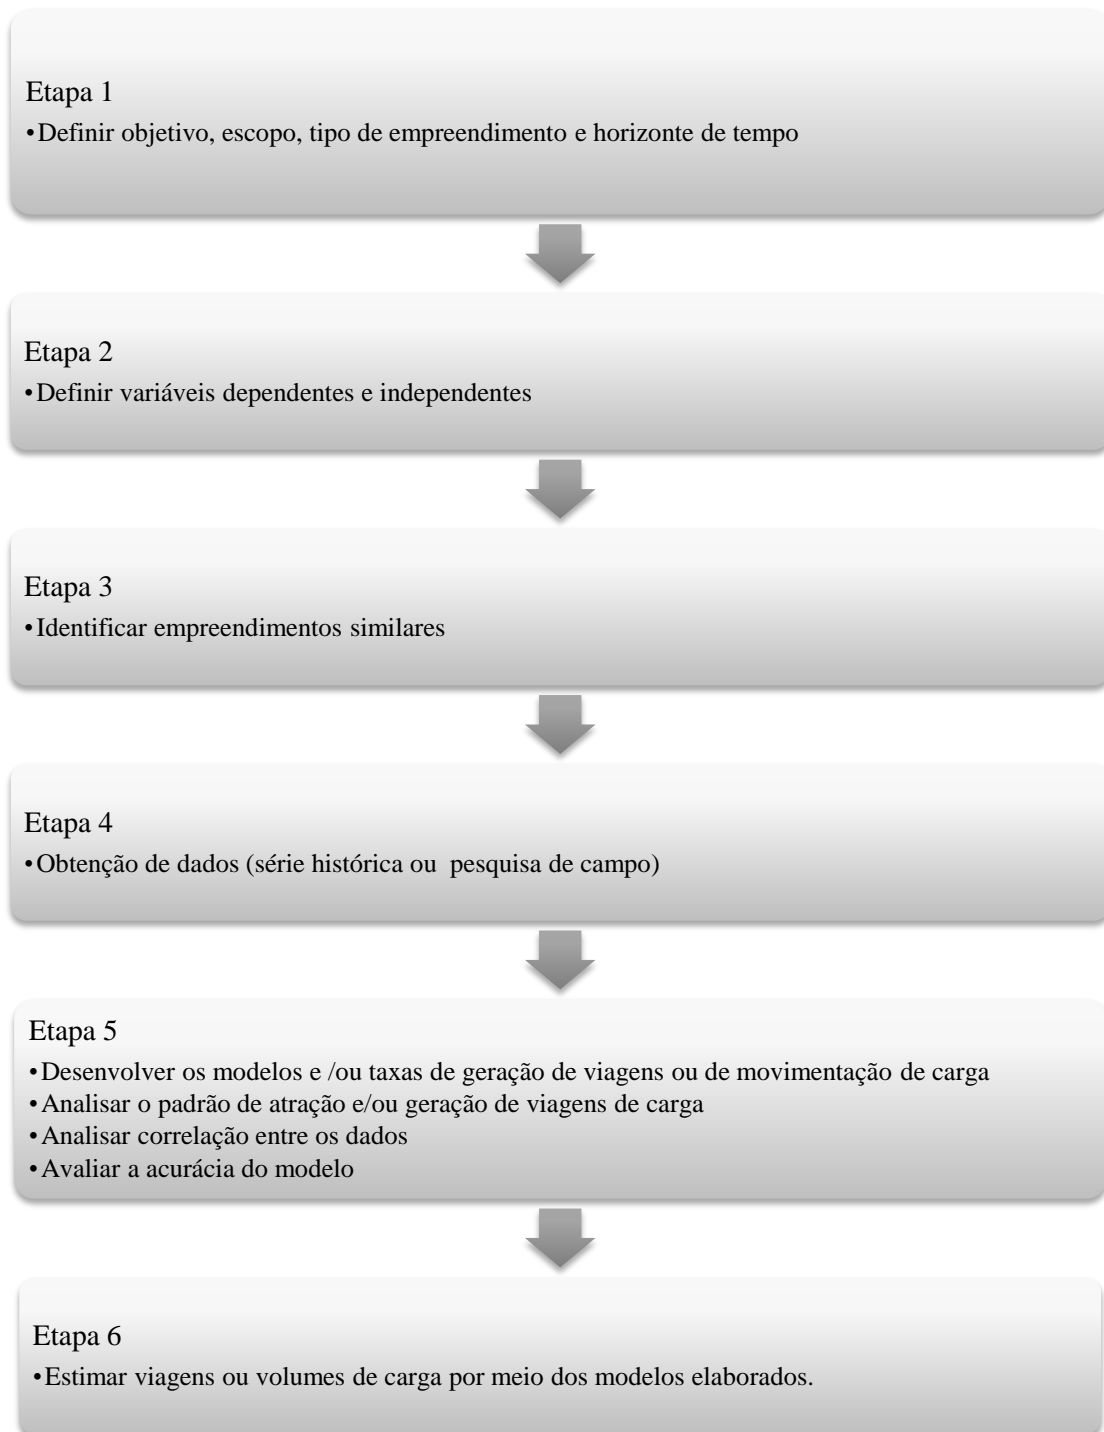 Etapa 1
•Definir objetivo, escopo, tipo de empreendimento e horizonte de tempo
Etapa 2
•Definir variáveis dependentes e independentes
Etapa 3
•Identificar empreendimentos similares
Etapa 4
•Obtenção de dados (série histórica ou  pesquisa de campo)
Etapa 5
•Desenvolver os modelos e /ou taxas de geração de viagens ou de movimentação de carga
•Analisar o padrão de atração e/ou geração de viagens de carga
•Analisar correlação entre os dados
•Avaliar a acurácia do modelo
Etapa 6
•Estimar viagens ou volumes de carga por meio dos modelos elaborados.